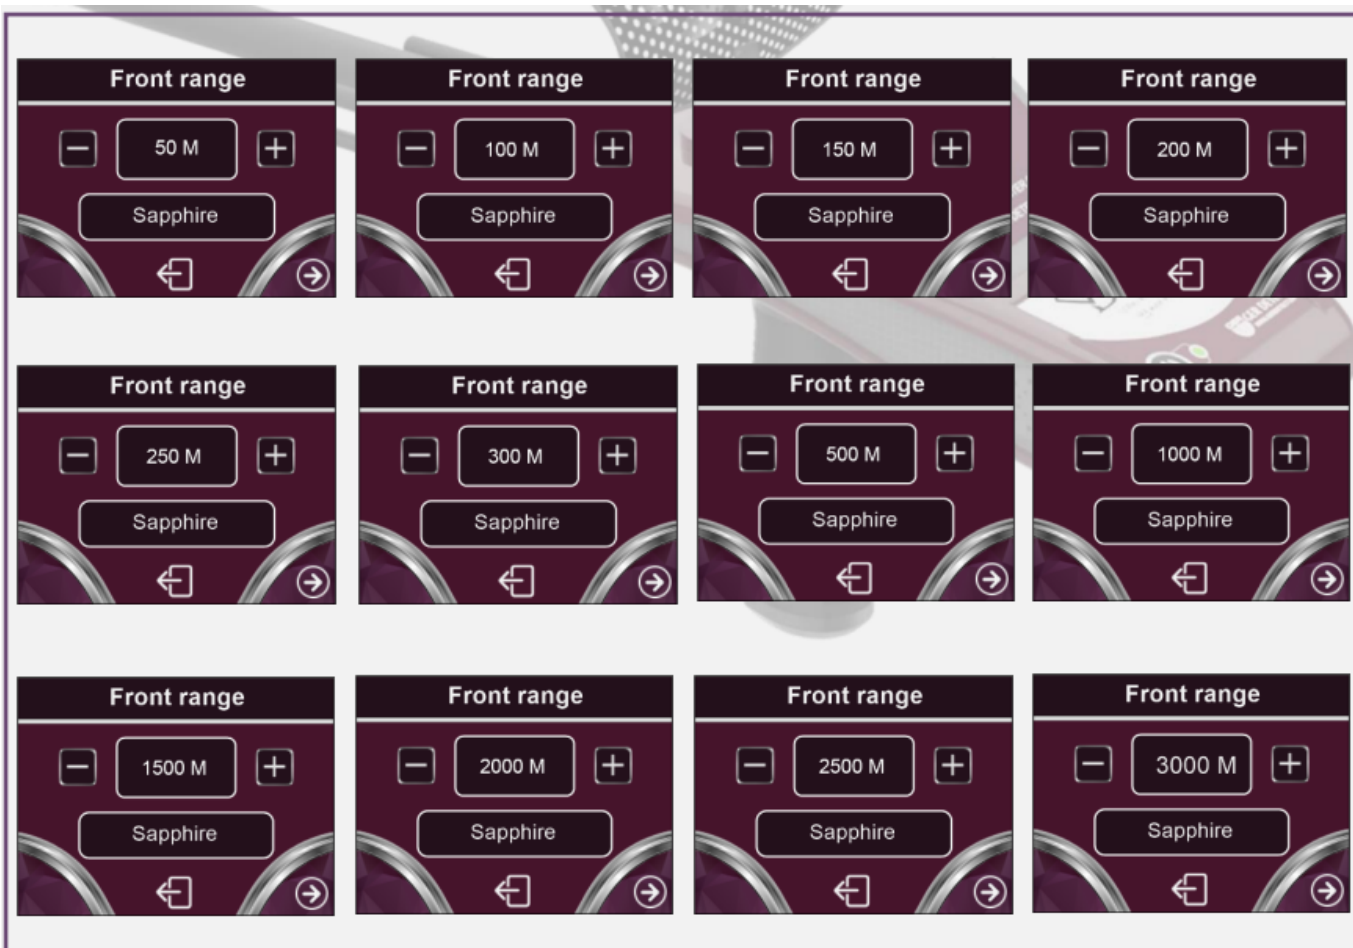 Front range
50 M
Sapphire
Front range
100 M
Sapphire
Front range
150 M
Sapphire
Front range
200 M
Sapphire
Front range
250 M
Sapphire
Front range
300 M
Sapphire
Front range
500 M
Sapphire
Front range
1000 M
Sapphire
Front range
1500 M
Sapphire
Front range
2000 M
Sapphire
Front range
2500 M
Sapphire
Front range
3000 M
Sapphire